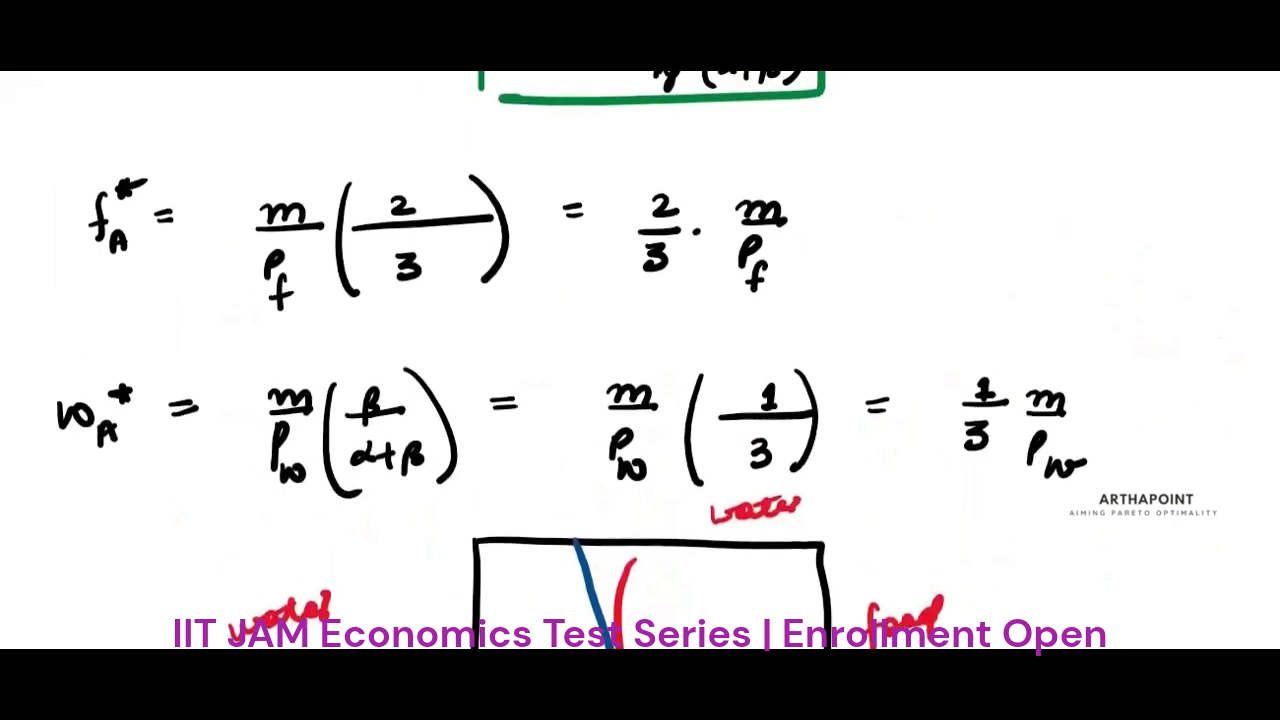 f_A^* = m/P_f (2/3) = 2/3 . m/P_f
w_A^* = m/P_w (β/α+β) = m/P_w (1/3) = 1/3 m/P_w
ARTHAPOINT
AIMING PARETO OPTIMALITY
water
water
food
IIT JAM Economics Test Series | Enrollment Open